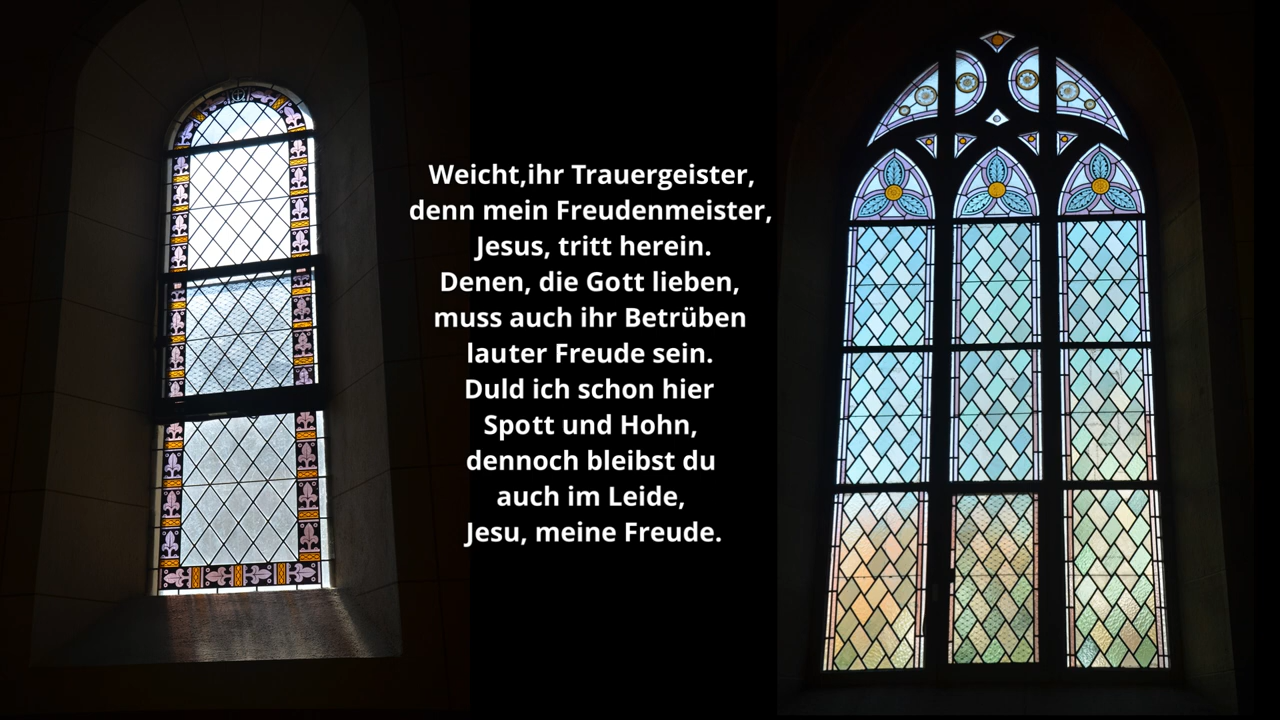 Weicht,ihr Trauergeister,
denn mein Freudenmeister,
Jesus, tritt herein.
Denen, die Gott lieben,
muss auch ihr Betrüben
lauter Freude sein.
Duld ich schon hier
Spott und Hohn,
dennoch bleibst du
auch im Leide,
Jesu, meine Freude.